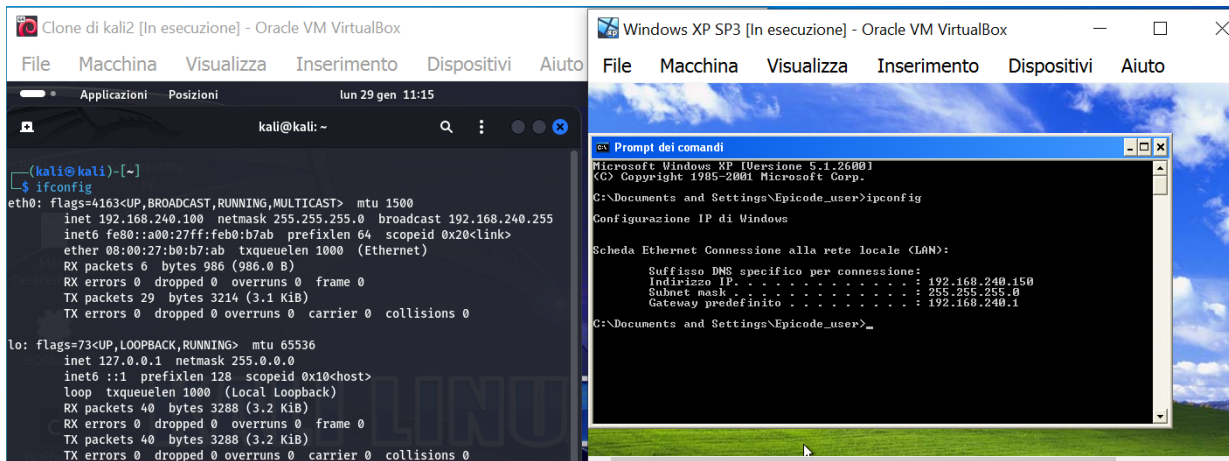 Clone di kali2 [In esecuzione] - Oracle VM VirtualBox
File Macchina Visualizza Inserimento Dispositivi Aiuto
Applicazioni Posizioni lun 29 gen 11:15
kali@kali: ~
(kali㉿kali)-[~]
$ ifconfig
eth0: flags=4163<UP,BROADCAST,RUNNING,MULTICAST> mtu 1500
inet 192.168.240.100 netmask 255.255.255.0 broadcast 192.168.240.255
inet6 fe80::a00:27ff:feb0:b7ab prefixlen 64 scopeid 0x20<link>
ether 08:00:27:b0:b7:ab txqueuelen 1000 (Ethernet)
RX packets 6 bytes 986 (986.0 B)
RX errors 0 dropped 0 overruns 0 frame 0
TX packets 29 bytes 3214 (3.1 KiB)
TX errors 0 dropped 0 overruns 0 carrier 0 collisions 0
lo: flags=73<UP,LOOPBACK,RUNNING> mtu 65536
inet 127.0.0.1 netmask 255.0.0.0
inet6 ::1 prefixlen 128 scopeid 0x10<host>
loop txqueuelen 1000 (Local Loopback)
RX packets 40 bytes 3288 (3.2 KiB)
RX errors 0 dropped 0 overruns 0 frame 0
TX packets 40 bytes 3288 (3.2 KiB)
TX errors 0 dropped 0 overruns 0 carrier 0 collisions 0
Windows XP SP3 [In esecuzione] - Oracle VM VirtualBox
File Macchina Visualizza Inserimento Dispositivi Aiuto
Prompt dei comandi
Microsoft Windows XP [Versione 5.1.2600]
(C) Copyright 1985-2001 Microsoft Corp.
C:\Documents and Settings\Epicode_user>ipconfig
Configurazione IP di Windows
Scheda Ethernet Connessione alla rete locale (LAN):
Suffisso DNS specifico per connessione:
Indirizzo IP. . . . . . . . . . . . . : 192.168.240.150
Subnet mask . . . . . . . . . . . . . : 255.255.255.0
Gateway predefinito . . . . . . . . . : 192.168.240.1
C:\Documents and Settings\Epicode_user>_